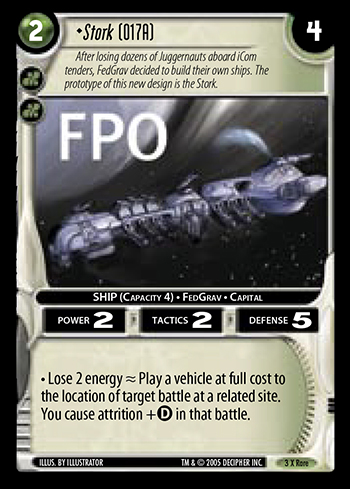 2 •Stork (017A) 4
After losing dozens of Juggernauts aboard iCom
tenders, FedGrav decided to build their own ships. The
prototype of this new design is the Stork.
FPO
SHIP (Capacity 4) • FedGrav • Capital
POWER 2 TACTICS 2 DEFENSE 5
• Lose 2 energy ≈ Play a vehicle at full cost to
the location of target battle at a related site.
You cause attrition +D in that battle.
ILLUS. BY ILLUSTRATOR TM & © 2005 DECIPHER INC. 3 X Rare